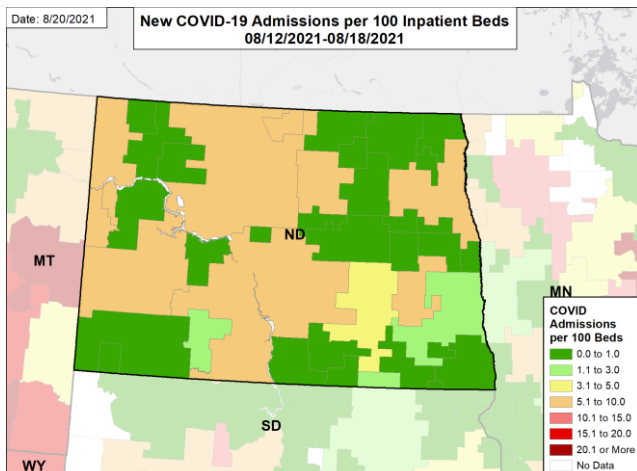 Date: 8/20/2021
New COVID-19 Admissions per 100 Inpatient Beds
08/12/2021-08/18/2021
ND
MT
MN
SD
WY
COVID
Admissions
per 100 Beds
0.0 to 1.0
1.1 to 3.0
3.1 to 5.0
5.1 to 10.0
10.1 to 15.0
15.1 to 20.0
20.1 or More
No Data